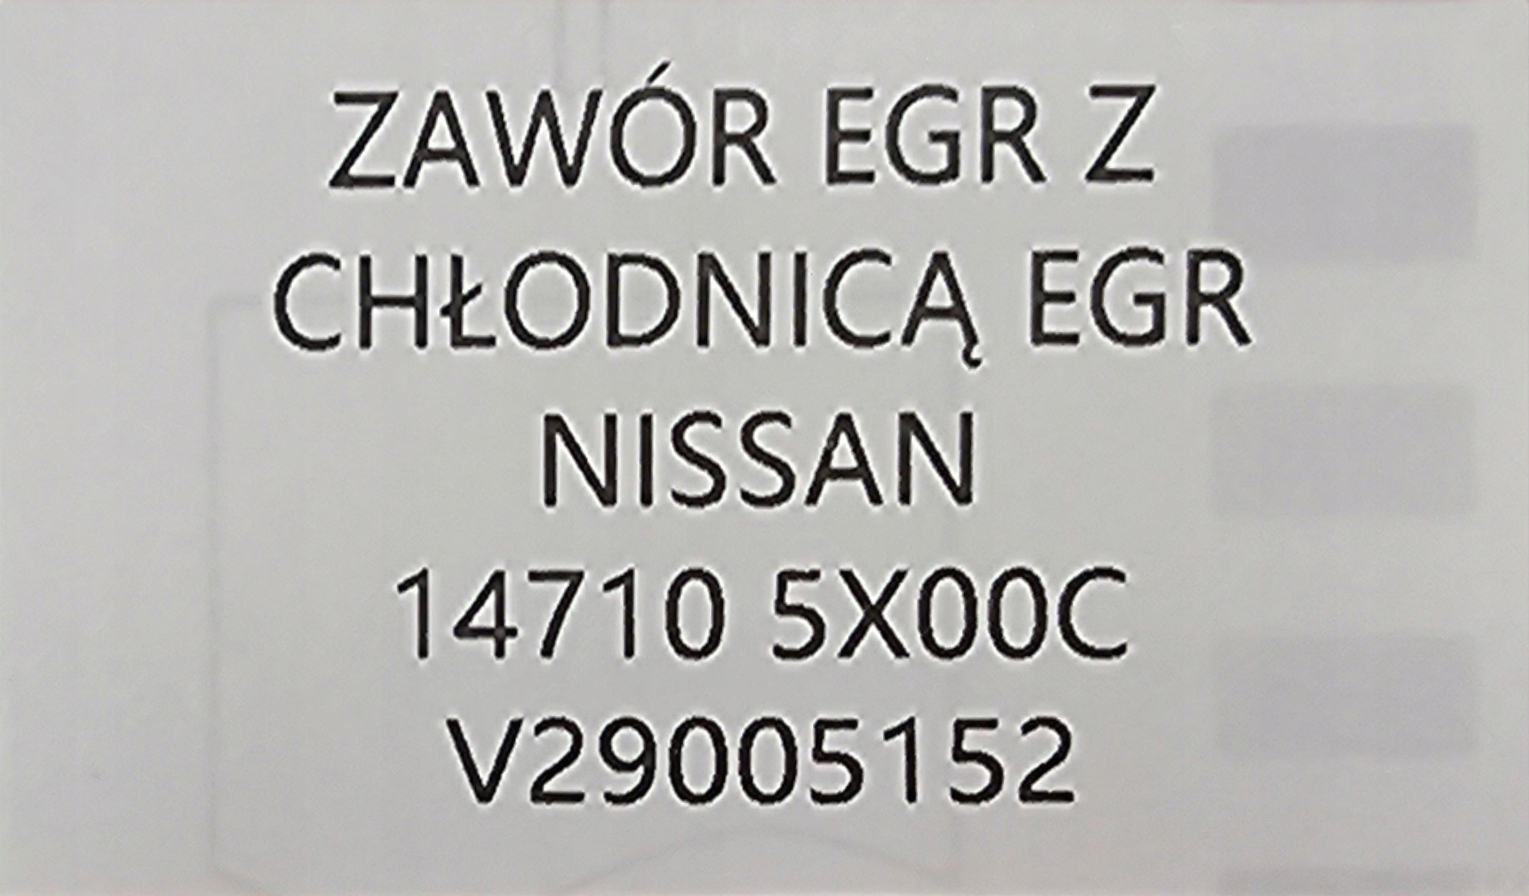 ZAWÓR EGR Z
CHŁODNICĄ EGR
NISSAN
14710 5X00C
V29005152